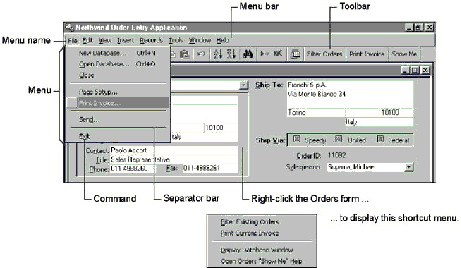 Menu bar
Toolbar
Northwind Order Entry Application
Menu name
File Edit View Insert Records Tools Window Help
New Database... Ctrl+N
Open Database... Ctrl+O
Close
Filter Orders Print Invoice Show Me
Menu
Page Setup...
Print Invoice...
Send...
Exit
Ship To: Franchi S.p.A.
Via Monte Bianco 34
Torino 10100
Italy
10100
Italy
Ship Via: Speedy United Federal
Contact: Paolo Accorti
Title: Sales Representative
Phone: 011-4988260 Fax: 011-4988261
Order ID: 11062
Salesperson: Suyama, Michael
Command
Separator bar
Right-click the Orders form ...
... to display this shortcut menu.
Filter Existing Orders
Print Current Invoice
Display Database Window
Open Orders "Show Me" Help